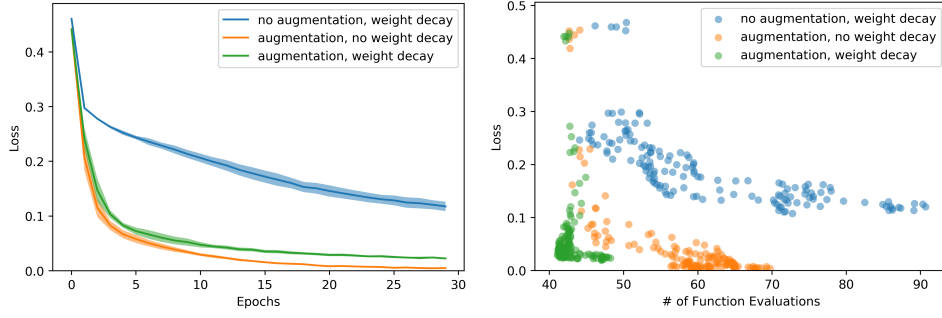 no augmentation, weight decay
augmentation, no weight decay
augmentation, weight decay
Loss
0.4
0.3
0.2
0.1
0.0
0
5
10
15
20
25
30
Epochs
no augmentation, weight decay
augmentation, no weight decay
augmentation, weight decay
Loss
0.5
0.4
0.3
0.2
0.1
0.0
40
50
60
70
80
90
# of Function Evaluations